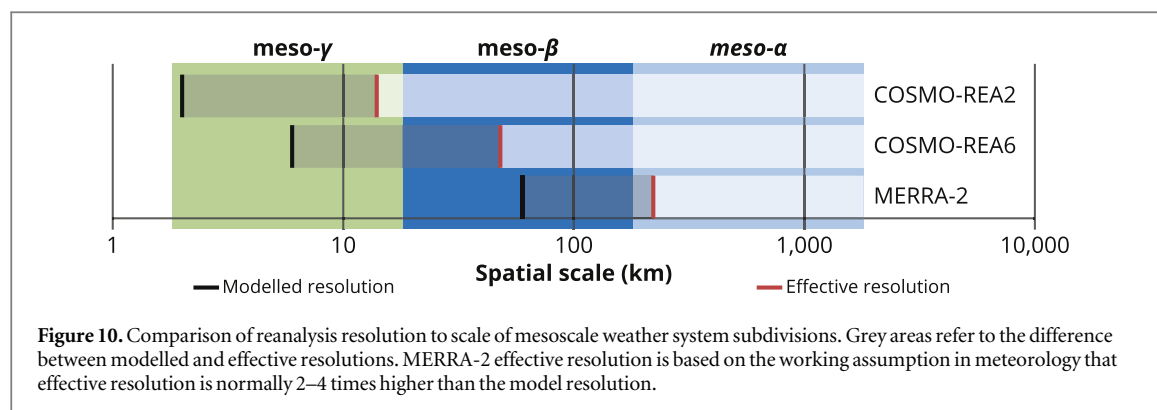 meso-γ meso-β meso-α
COSMO-REA2
COSMO-REA6
MERRA-2
1 10 100 1,000 10,000
Spatial scale (km)
Modelled resolution Effective resolution
Figure 10. Comparison of reanalysis resolution to scale of mesoscale weather system subdivisions. Grey areas refer to the difference
between modelled and effective resolutions. MERRA-2 effective resolution is based on the working assumption in meteorology that
effective resolution is normally 2–4 times higher than the model resolution.